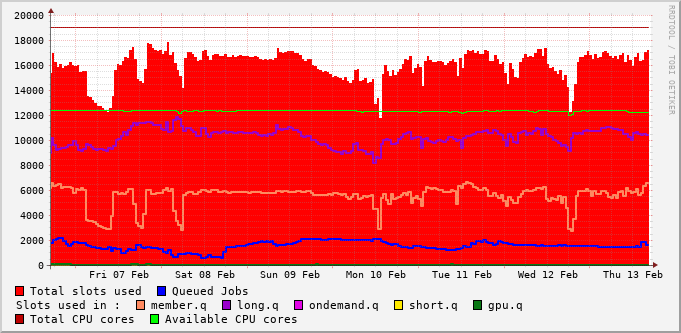 20000
18000
16000
14000
12000
10000
8000
6000
4000
2000
0
Fri 07 Feb Sat 08 Feb Sun 09 Feb Mon 10 Feb Tue 11 Feb Wed 12 Feb Thu 13 Feb
RRDTOOL / TOBI OETIKER
Total slots used Queued Jobs
Slots used in : member.q long.q ondemand.q short.q gpu.q
Total CPU cores Available CPU cores